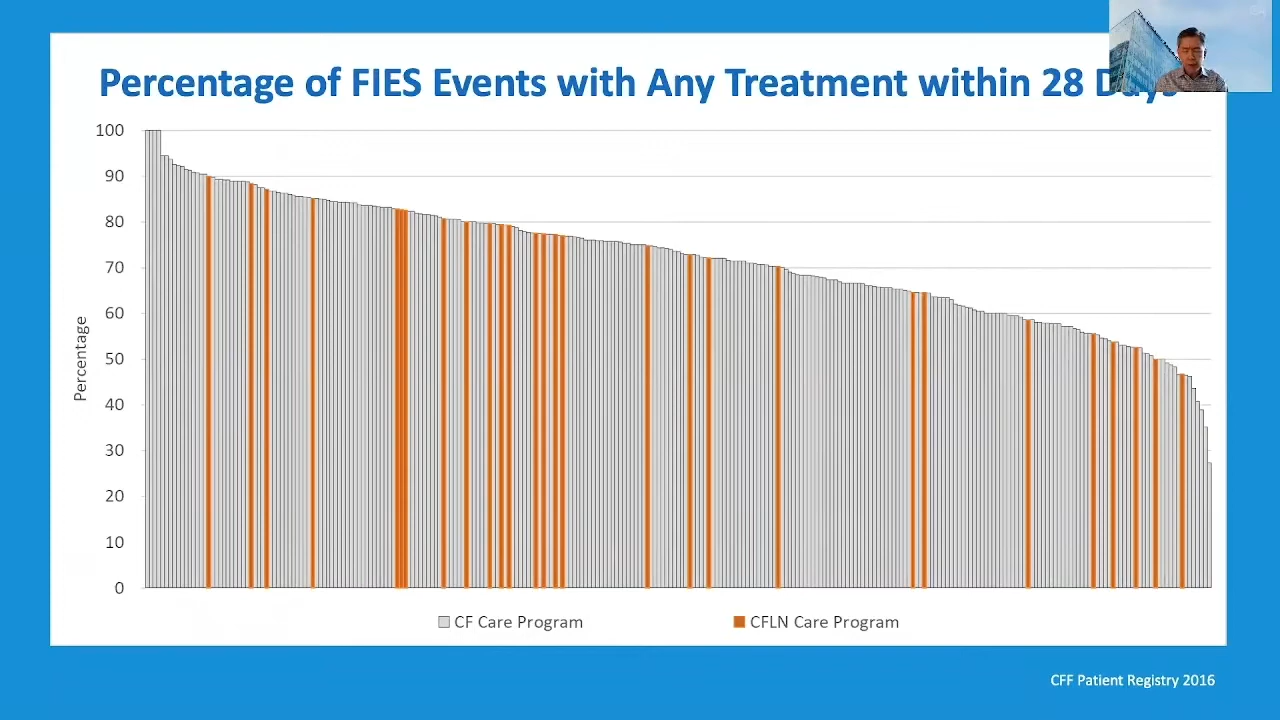 Percentage of FIES Events with Any Treatment within 28 Days
100
90
80
70
60
50
40
30
20
10
0
Percentage
CF Care Program
CFLN Care Program
CFF Patient Registry 2016